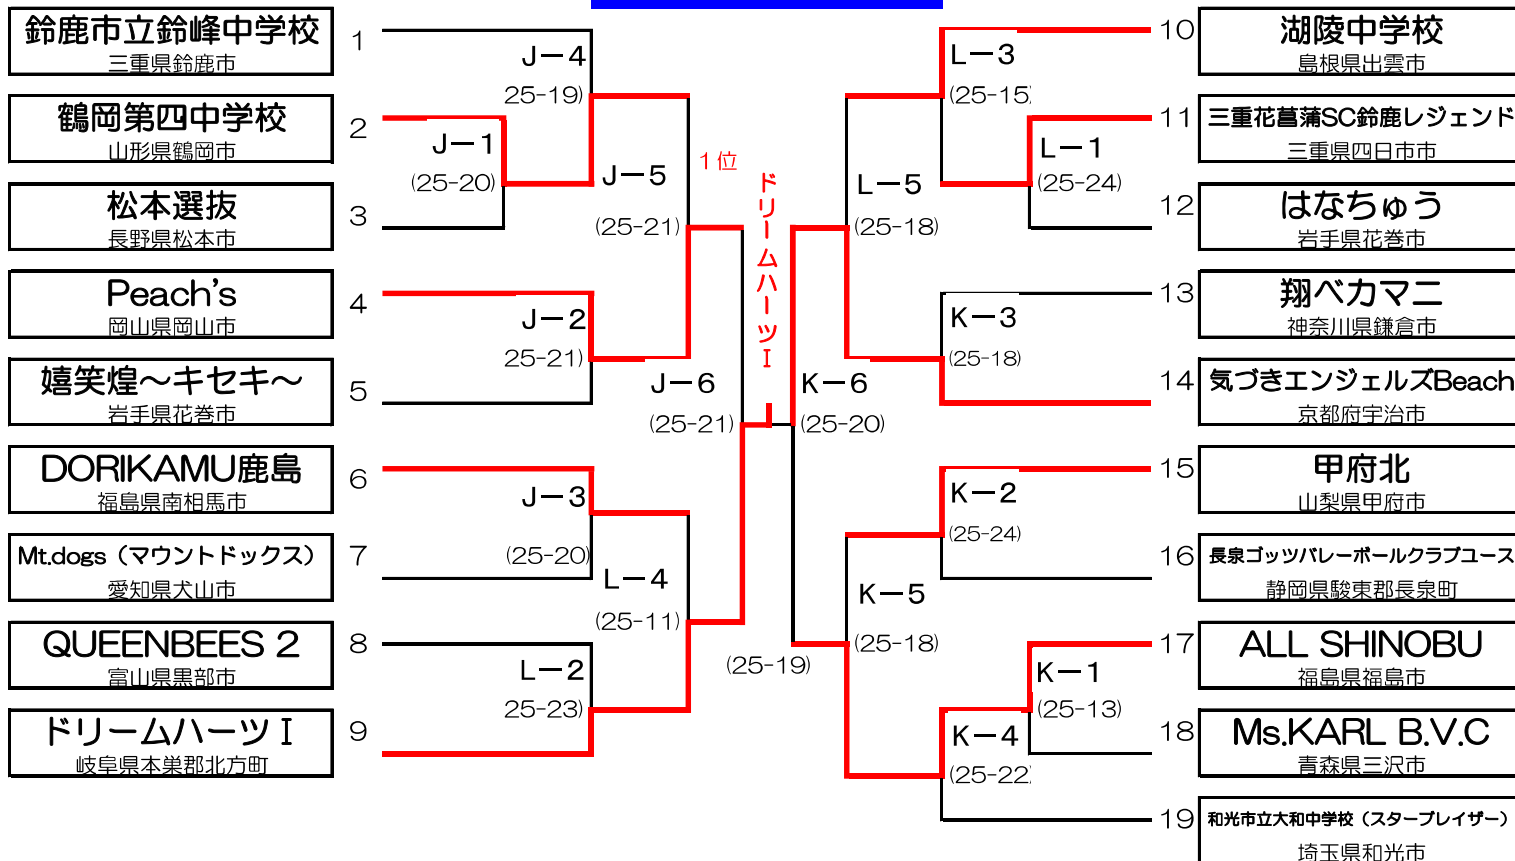 鈴鹿市立鈴峰中学校
三重県鈴鹿市
1
鶴岡第四中学校
山形県鶴岡市
2
松本選抜
長野県松本市
3
Peach's
岡山県岡山市
4
嬉笑煌～キセキ～
岩手県花巻市
5
DORIKAMU鹿島
福島県南相馬市
6
Mt.dogs（マウントドックス）
愛知県犬山市
7
QUEENBEES 2
富山県黒部市
8
ドリームハーツ I
岐阜県本巣郡北方町
9
J－4
25-19)
J－1
(25-20)
J－5
(25-21)
J－2
25-21)
J－6
(25-21)
J－3
(25-20)
L－4
(25-11)
L－2
25-23)
1位
ドリームハーツ I
(25-19)
L－3
(25-15)
L－1
(25-24)
L－5
(25-18)
K－3
(25-18)
K－6
(25-20)
K－2
(25-24)
K－5
(25-18)
K－1
(25-13)
K－4
(25-22)
10
湖陵中学校
島根県出雲市
11
三重花菖蒲SC鈴鹿レジェンド
三重県四日市市
12
はなちゅう
岩手県花巻市
13
翔べカマニ
神奈川県鎌倉市
14
気づきエンジェルズBeach
京都府宇治市
15
甲府北
山梨県甲府市
16
長泉ゴッツバレーボールクラブユース
静岡県駿東郡長泉町
17
ALL SHINOBU
福島県福島市
18
Ms.KARL B.V.C
青森県三沢市
19
和光市立大和中学校（スターブレイザー）
埼玉県和光市